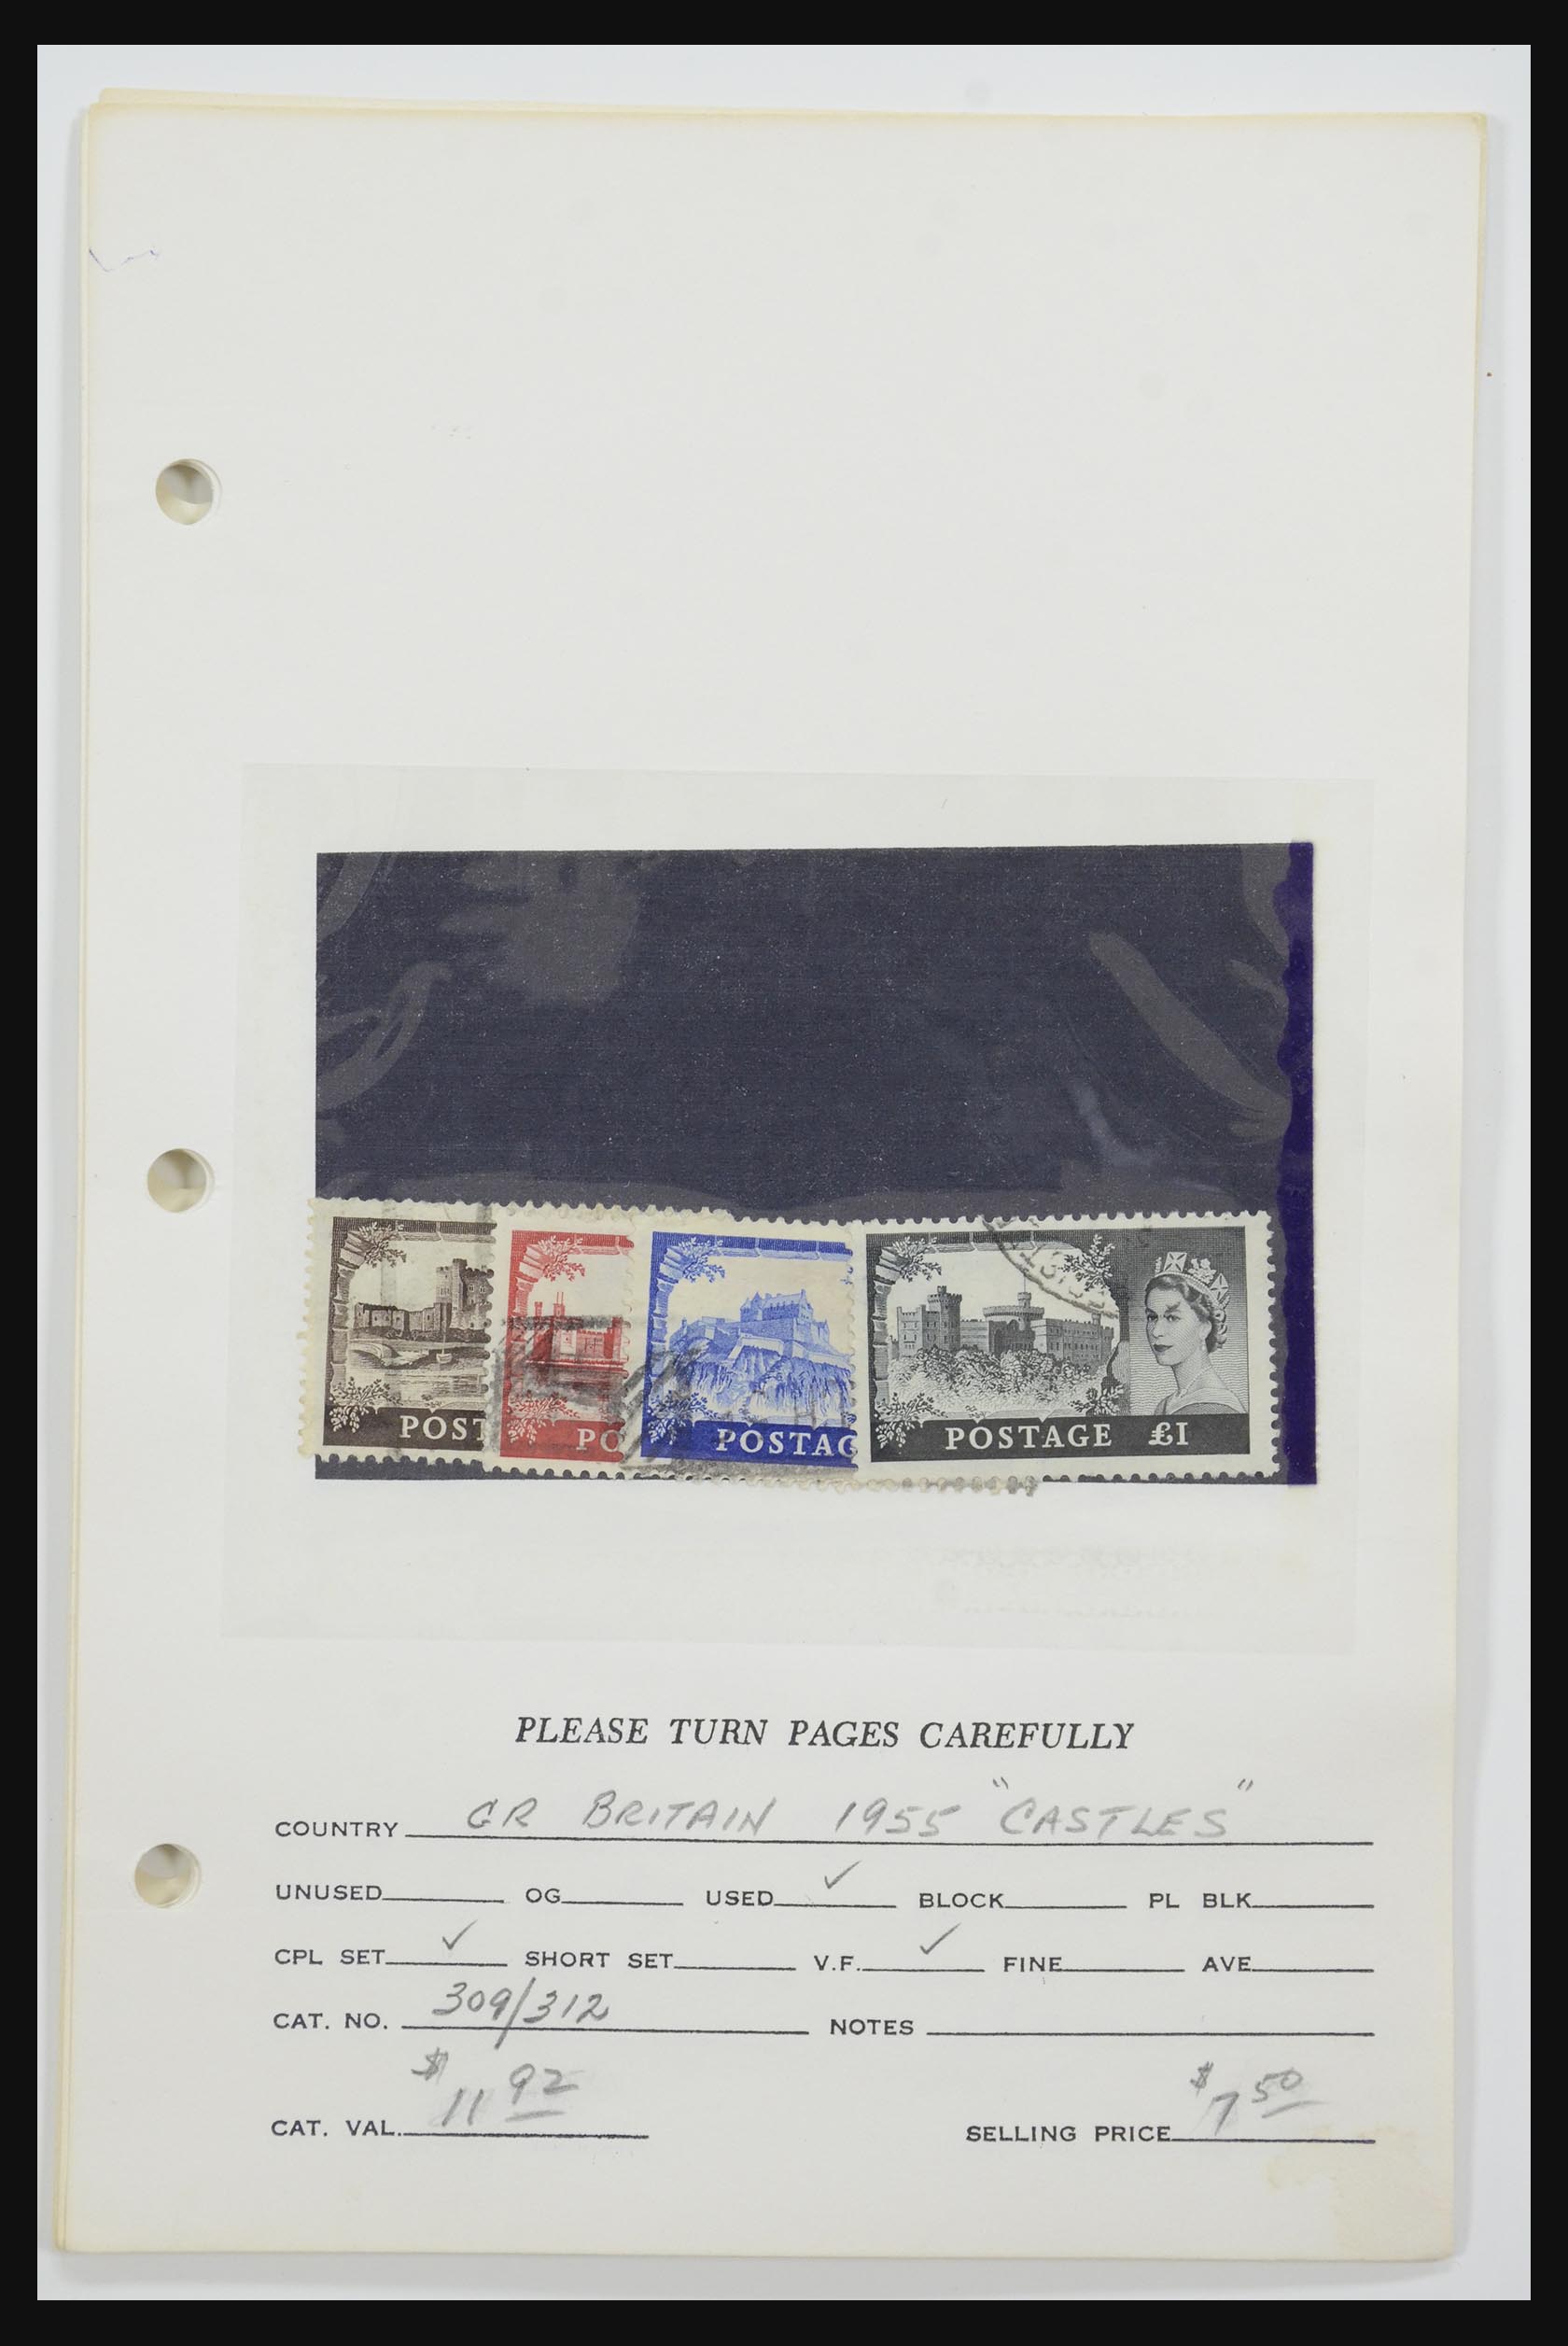 POST PO POSTAG POSTAGE £1
PLEASE TURN PAGES CAREFULLY
COUNTRY GR BRITAIN 1955 "CASTLES"
UNUSED OG USED ✓ BLOCK PL BLK
CPL SET ✓ SHORT SET V.F. ✓ FINE AVE
CAT. NO. 309/312 NOTES
CAT. VAL. $11 92 SELLING PRICE $7 50